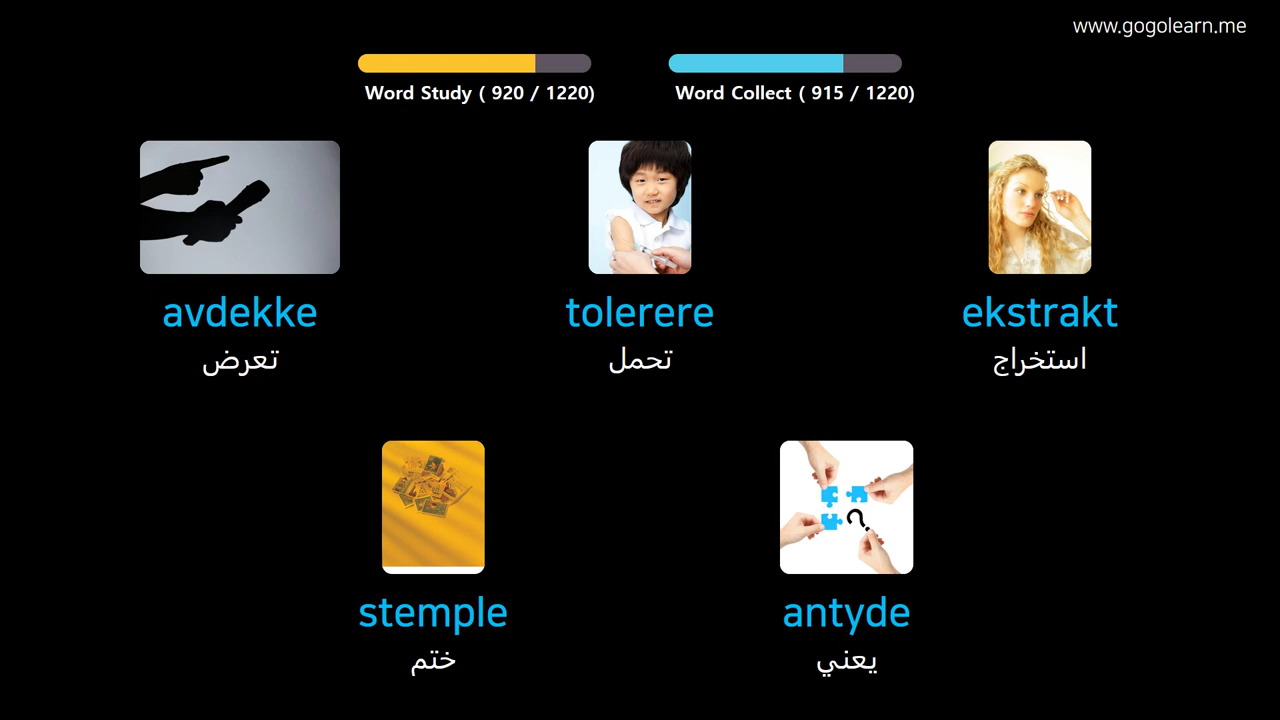 www.gogolearn.me
Word Study ( 920 / 1220)
Word Collect ( 915 / 1220)
avdekke
تعرض
tolerere
تحمل
ekstrakt
استخراج
stemple
ختم
antyde
يعني